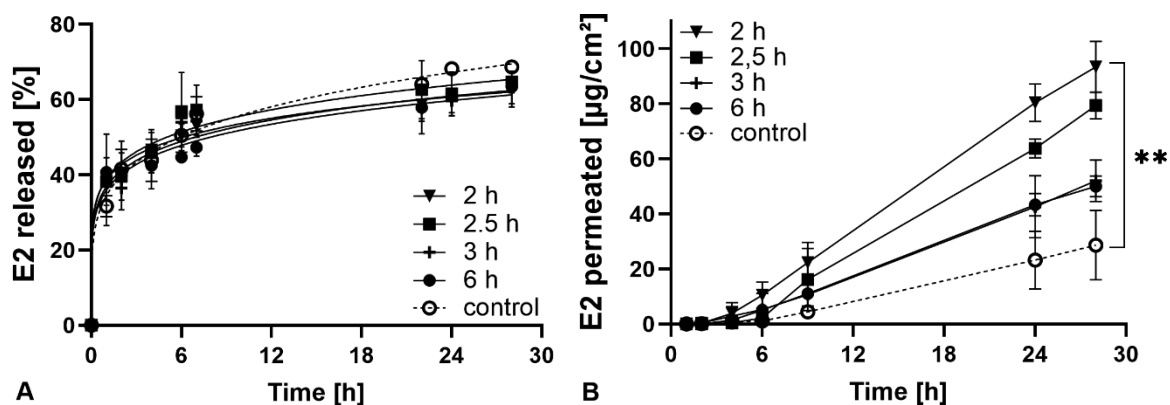 E2 released [%]
80
60
40
20
0
2 h
2.5 h
3 h
6 h
control
0 6 12 18 24 30
Time [h]
A
E2 permeated [µg/cm²]
100
80
60
40
20
0
2 h
2,5 h
3 h
6 h
control
**
0 6 12 18 24 30
Time [h]
B